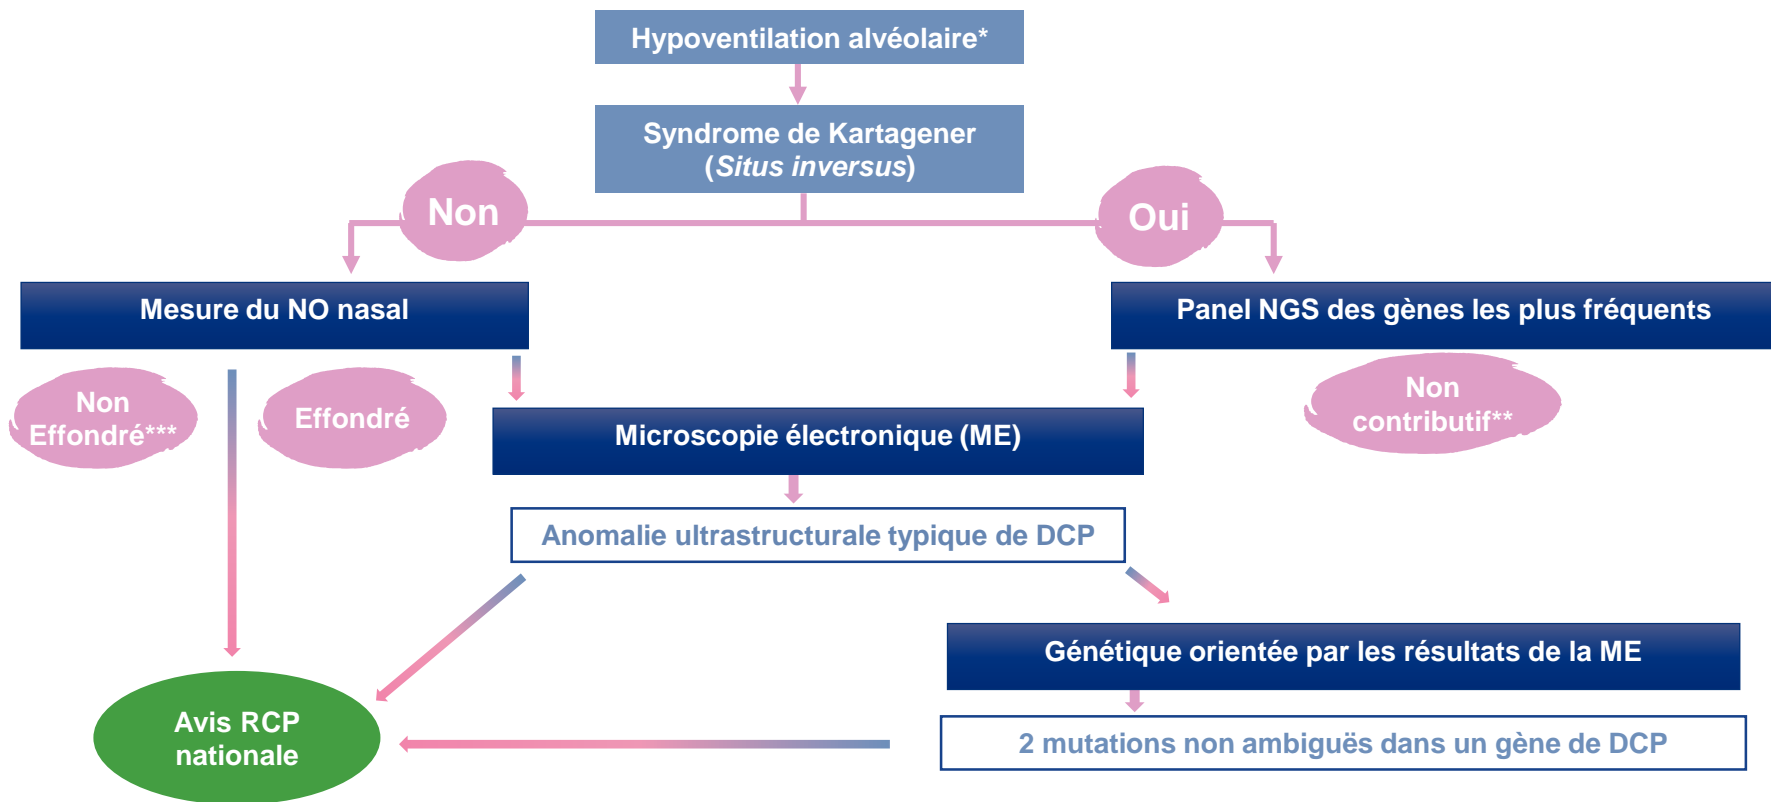 Hypoventilation alvéolaire*
Syndrome de Kartagener
(Situs inversus)
Non
Oui
Mesure du NO nasal
Panel NGS des gènes les plus fréquents
Non
Effondré***
Effondré
Non
contributif**
Microscopie électronique (ME)
Anomalie ultrastructurale typique de DCP
Génétique orientée par les résultats de la ME
Avis RCP
nationale
2 mutations non ambiguës dans un gène de DCP